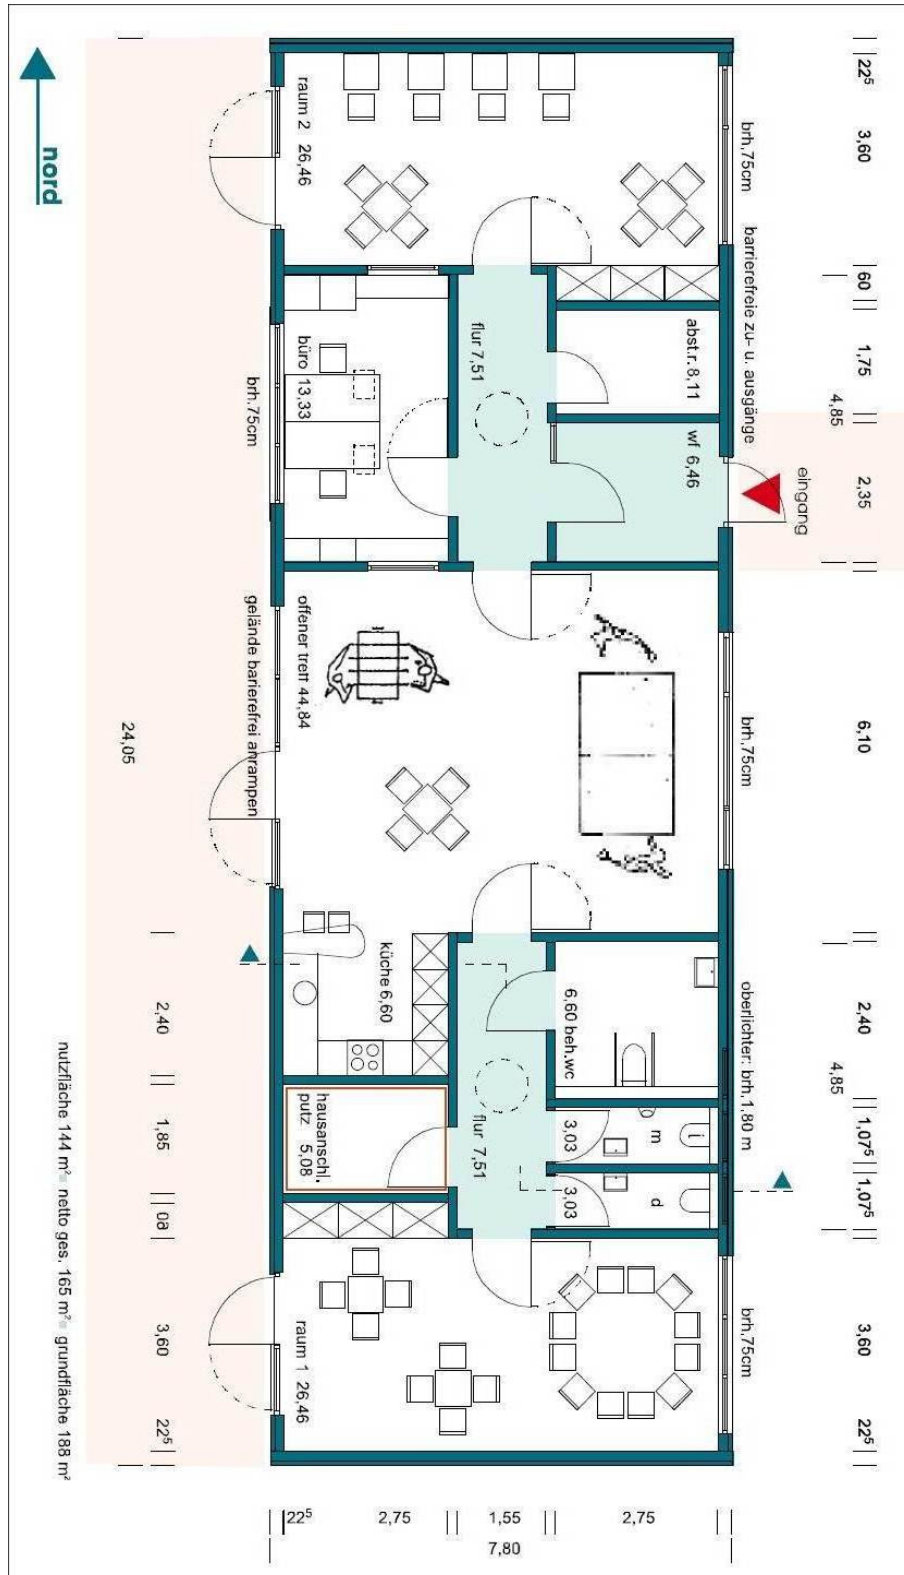 nord
22⁵
3,60
60
1,75
4,85
2,35
6,10
2,40
4,85
1,07⁵
1,07⁵
3,60
22⁵
brh.75cm
barrierefreie zu- u. ausgänge
eingang
brh.75cm
oberlichter: brh.1,80 m
brh.75cm
raum 2 26,46
büro 13,33
flur 7,51
abst.r. 8,11
wf 6,46
offener treff 44,84
küche 6,60
6,60 beh.wc
hausanschl.
putz 5,08
flur 7,51
3,03
m
3,03
d
raum 1 26,46
brh.75cm
gelände barierefrei anrampen
24,05
2,40
1,85
60
3,60
22⁵
nutzfläche 144 m² netto ges. 165 m² grundfläche 188 m²
22⁵
2,75
1,55
2,75
7,80